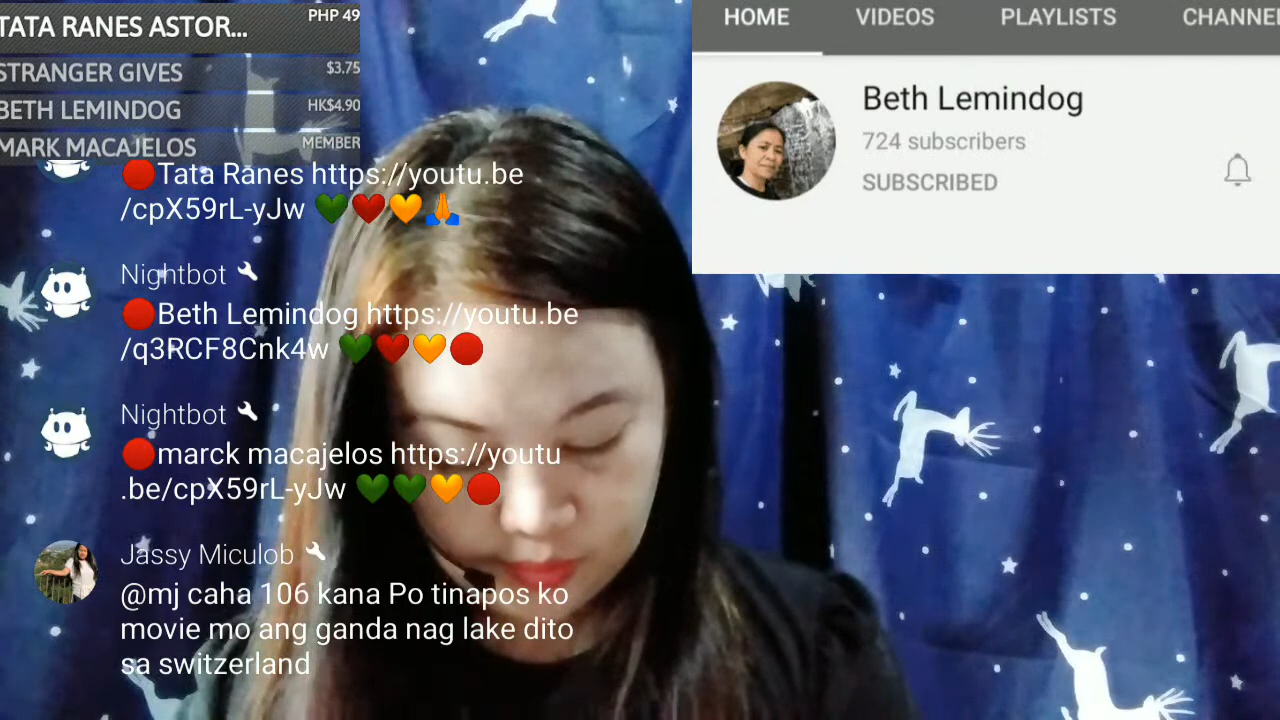 TATA RANES ASTOR... PHP 49
STRANGER GIVES $3.75
BETH LEMINDOG HK$4.90
MARK MACAJELOS MEMBER
Tata Ranes https://youtu.be
/cpX59rL-yJw
Nightbot
Beth Lemindog https://youtu.be
/q3RCF8Cnk4w
Nightbot
marck macajelos https://youtu
.be/cpX59rL-yJw
Jassy Miculob
@mj caha 106 kana Po tinapos ko
movie mo ang ganda nag lake dito
sa switzerland
HOME VIDEOS PLAYLISTS CHANNE
Beth Lemindog
724 subscribers
SUBSCRIBED